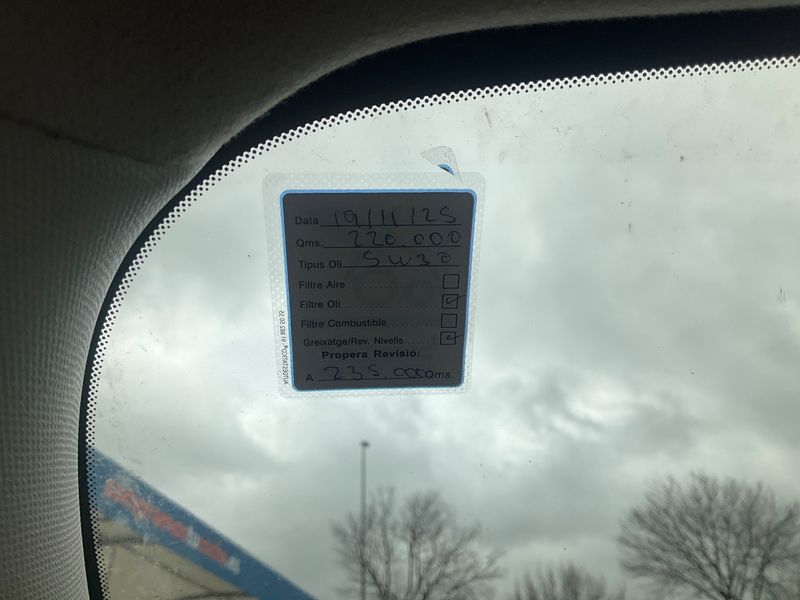 Data 19/11/25
Qms. 220.000
Tipus Oli 5W30
Filtre Aire
Filtre Oli
Filtre Combustible
Greixatge/Rev. Nivells
Propera Revisió:
A 235.000 Qms.